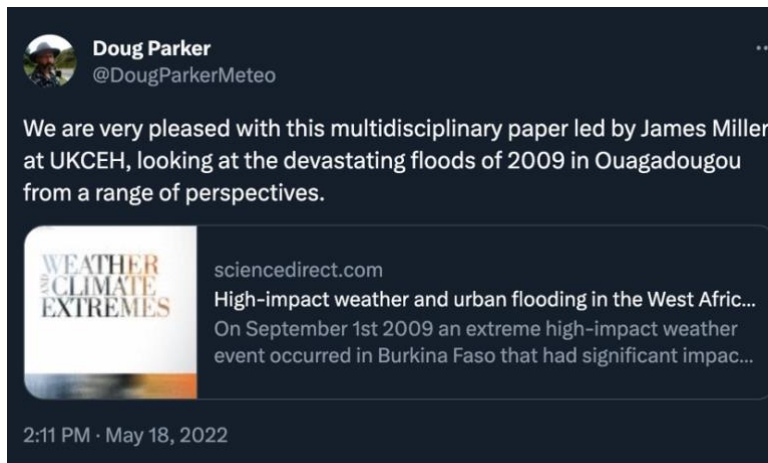 Doug Parker
@DougParkerMeteo
We are very pleased with this multidisciplinary paper led by James Miller
at UKCEH, looking at the devastating floods of 2009 in Ouagadougou
from a range of perspectives.
WEATHER
AND CLIMATE
EXTREMES
sciencedirect.com
High-impact weather and urban flooding in the West Afric...
On September 1st 2009 an extreme high-impact weather
event occurred in Burkina Faso that had significant impac...
2:11 PM · May 18, 2022